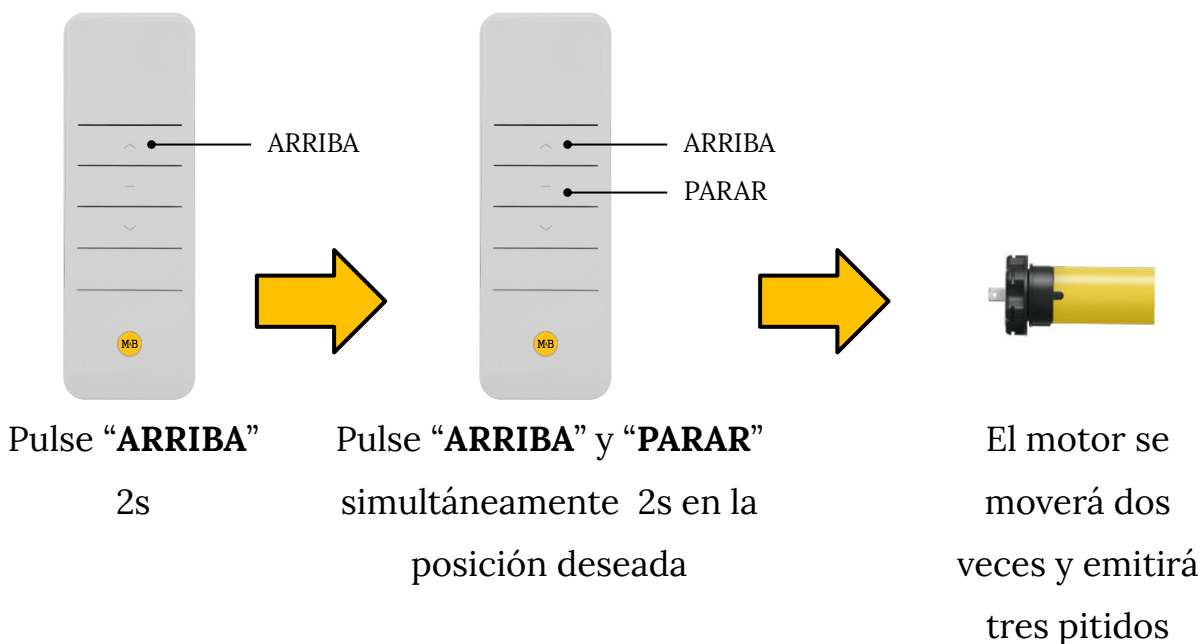 ARRIBA
ARRIBA
PARAR
M&B
M&B
Pulse “ARRIBA”
2s
Pulse “ARRIBA” y “PARAR”
simultáneamente 2s en la
posición deseada
El motor se
moverá dos
veces y emitirá
tres pitidos